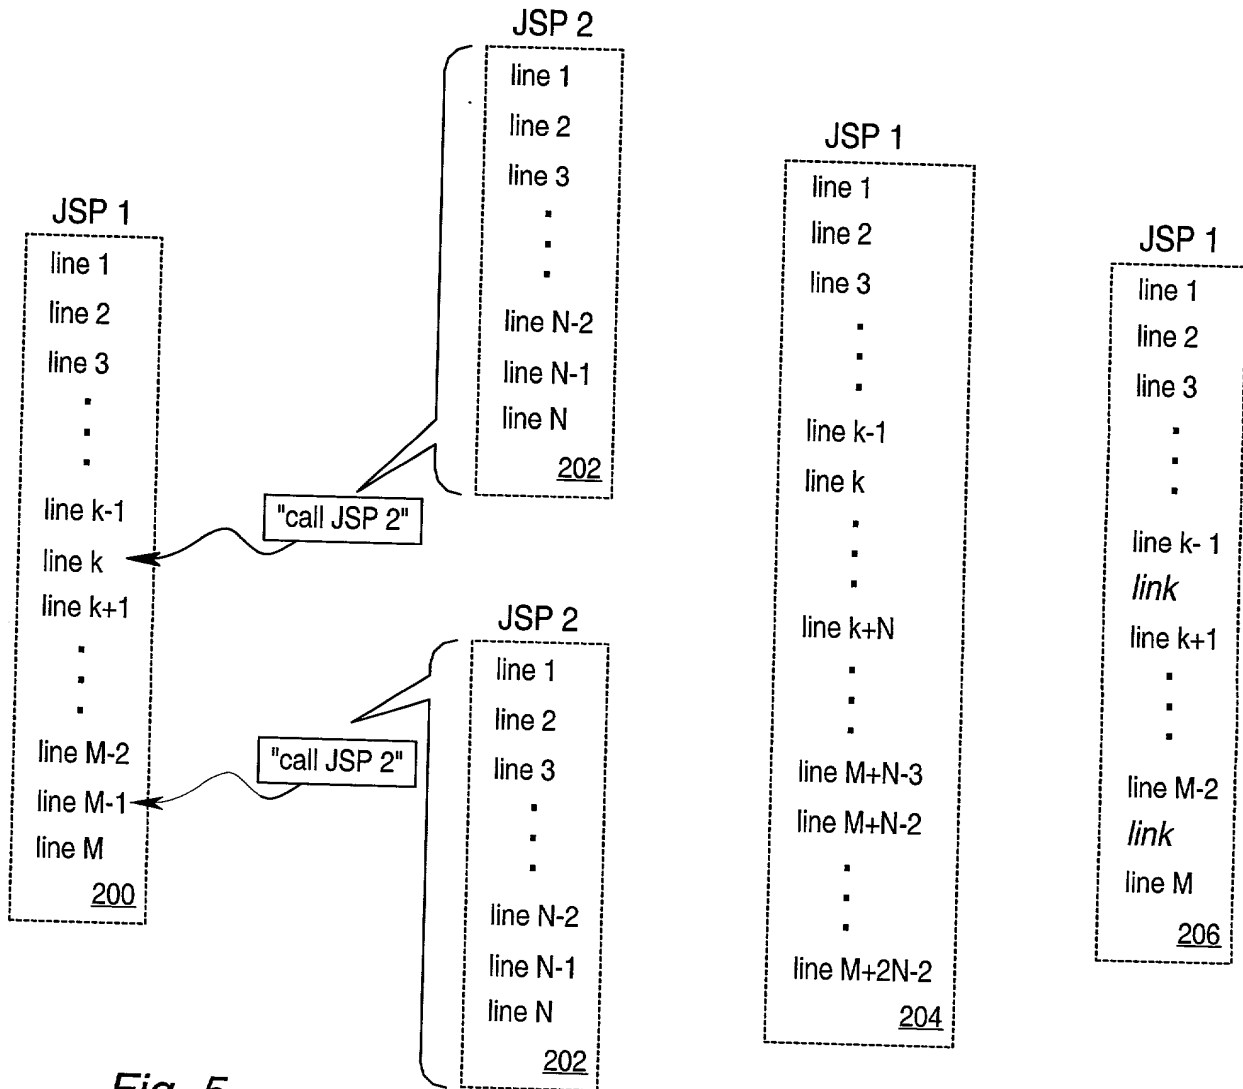 JSP 1
line 1
line 2
line 3
line k-1
line k
line k+1
line M-2
line M-1
line M
200
"call JSP 2"
"call JSP 2"
JSP 2
line 1
line 2
line 3
line N-2
line N-1
line N
202
JSP 2
line 1
line 2
line 3
line N-2
line N-1
line N
202
JSP 1
line 1
line 2
line 3
line k-1
line k
line k+N
line M+N-3
line M+N-2
line M+2N-2
204
JSP 1
line 1
line 2
line 3
line k- 1
link
line k+1
line M-2
link
line M
206
Fig. 5